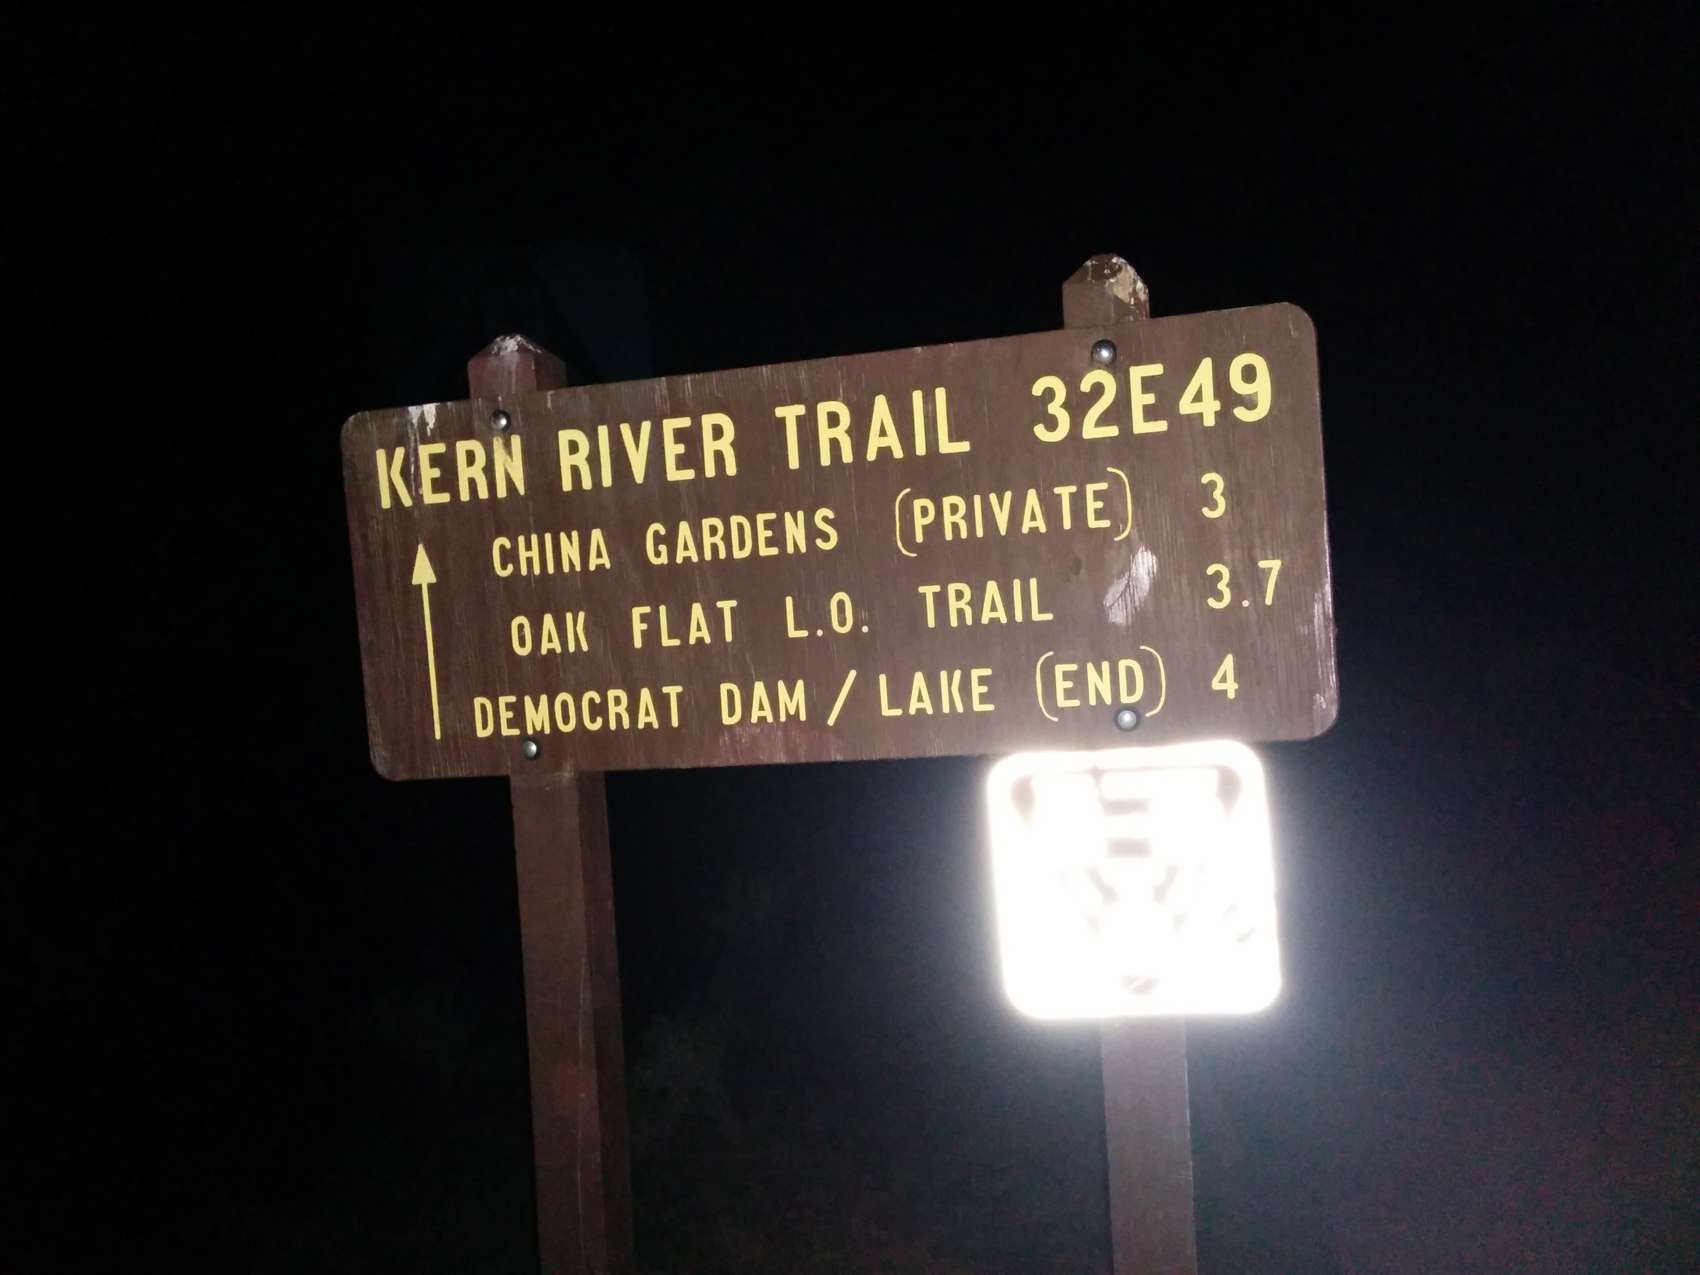 KERN RIVER TRAIL 32E49
CHINA GARDENS (PRIVATE) 3
OAK FLAT L.O. TRAIL 3.7
DEMOCRAT DAM / LAKE (END) 4